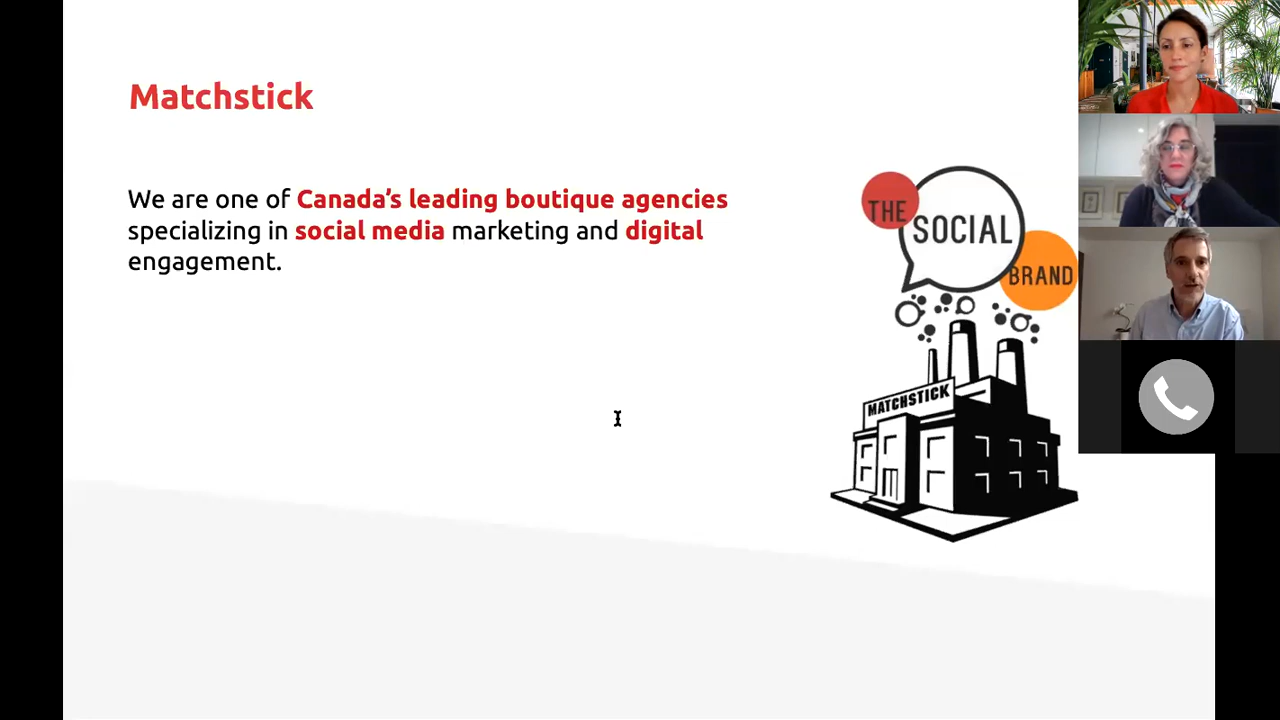 Matchstick
We are one of Canada’s leading boutique agencies
specializing in social media marketing and digital
engagement.
THE
SOCIAL
BRAND
MATCHSTICK